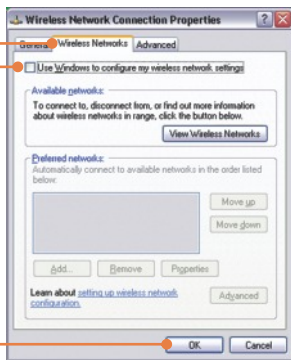 Wireless Network Connection Properties
General Wireless Networks Advanced
Use Windows to configure my wireless network settings
Available networks:
To connect to, disconnect from, or find out more information
about wireless networks in range, click the button below.
View Wireless Networks
Preferred networks:
Automatically connect to available networks in the order listed
below:
Move up
Move down
Add... Remove Properties
Learn about setting up wireless network
configuration.
Advanced
OK Cancel